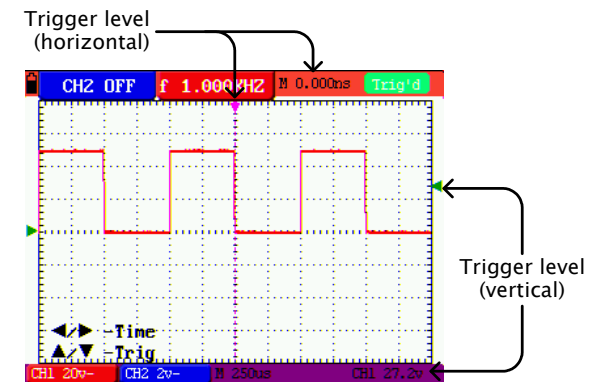 Trigger level
(horizontal)
CH2 OFF f 1.000KHZ M 0.000ns Trig'd
Trigger level
(vertical)
◀/▶ -Time
▲/▼ -Trig
CH1 20v- CH2 2v- M 250us CH1 27.2v